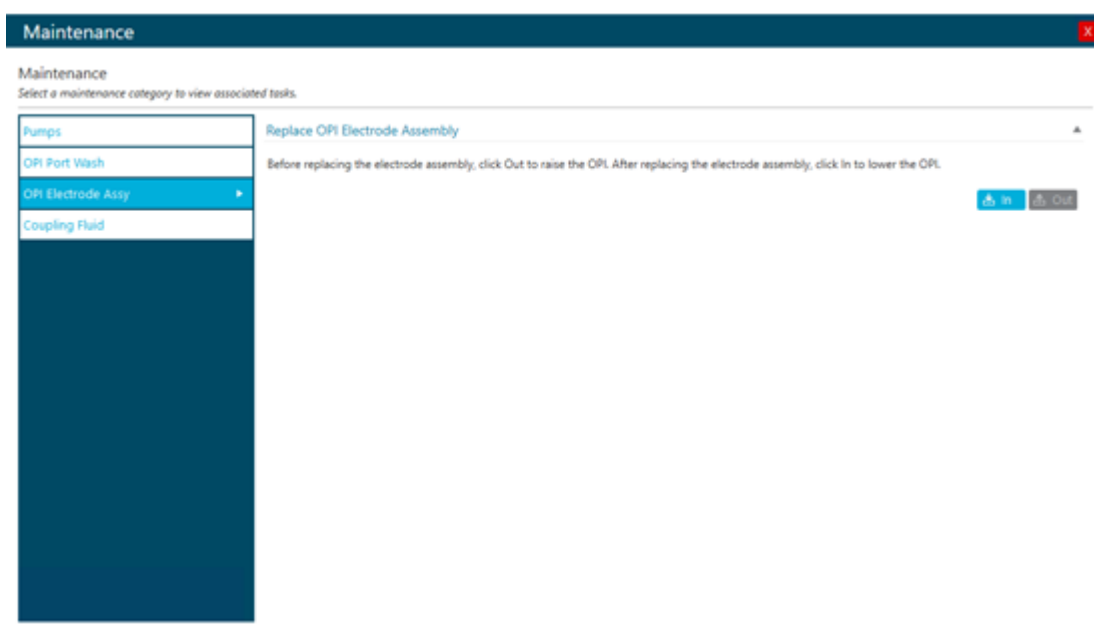 Maintenance
X
Maintenance
Select a maintenance category to view associated tasks.
Pumps
OPI Port Wash
OPI Electrode Assy
Coupling Fluid
Replace OPI Electrode Assembly
Before replacing the electrode assembly, click Out to raise the OPI. After replacing the electrode assembly, click In to lower the OPI.
In
Out